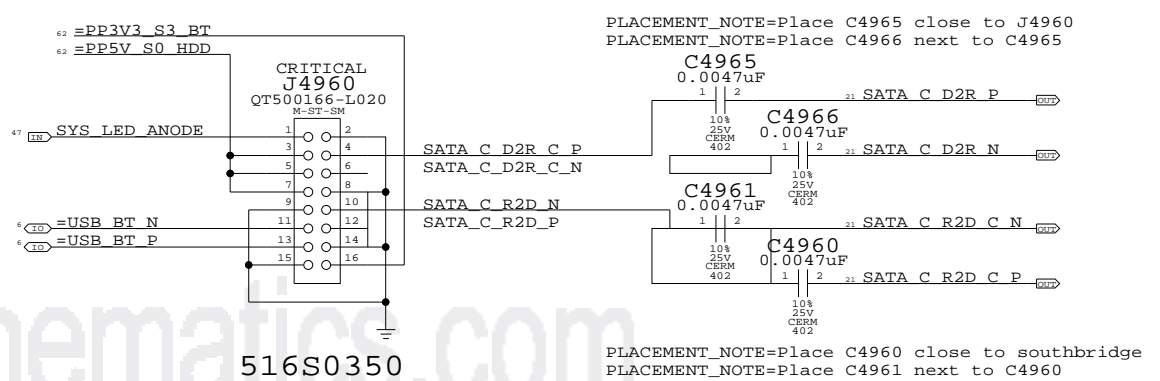 PLACEMENT_NOTE=Place C4965 close to J4960
PLACEMENT_NOTE=Place C4966 next to C4965
62 =PP3V3_S3_BT
62 =PP5V_S0_HDD
CRITICAL
J4960
QT500166-L020
M-ST-SM
47 IN SYS_LED_ANODE
1 2
3 4
5 6
7 8
9 10
11 12
13 14
15 16
6 IO =USB_BT_N
6 IO =USB_BT_P
516S0350
SATA_C_D2R_C_P
SATA_C_D2R_C_N
SATA_C_R2D_N
SATA_C_R2D_P
C4965
0.0047uF
1 2
10%
25V
CERM
402
21 SATA_C_D2R_P OUT
C4966
0.0047uF
1 2
10%
25V
CERM
402
21 SATA_C_D2R_N OUT
C4961
0.0047uF
1 2
10%
25V
CERM
402
21 SATA_C_R2D_C_N OUT
C4960
0.0047uF
1 2
10%
25V
CERM
402
21 SATA_C_R2D_C_P OUT
PLACEMENT_NOTE=Place C4960 close to southbridge
PLACEMENT_NOTE=Place C4961 next to C4960
hematics.com